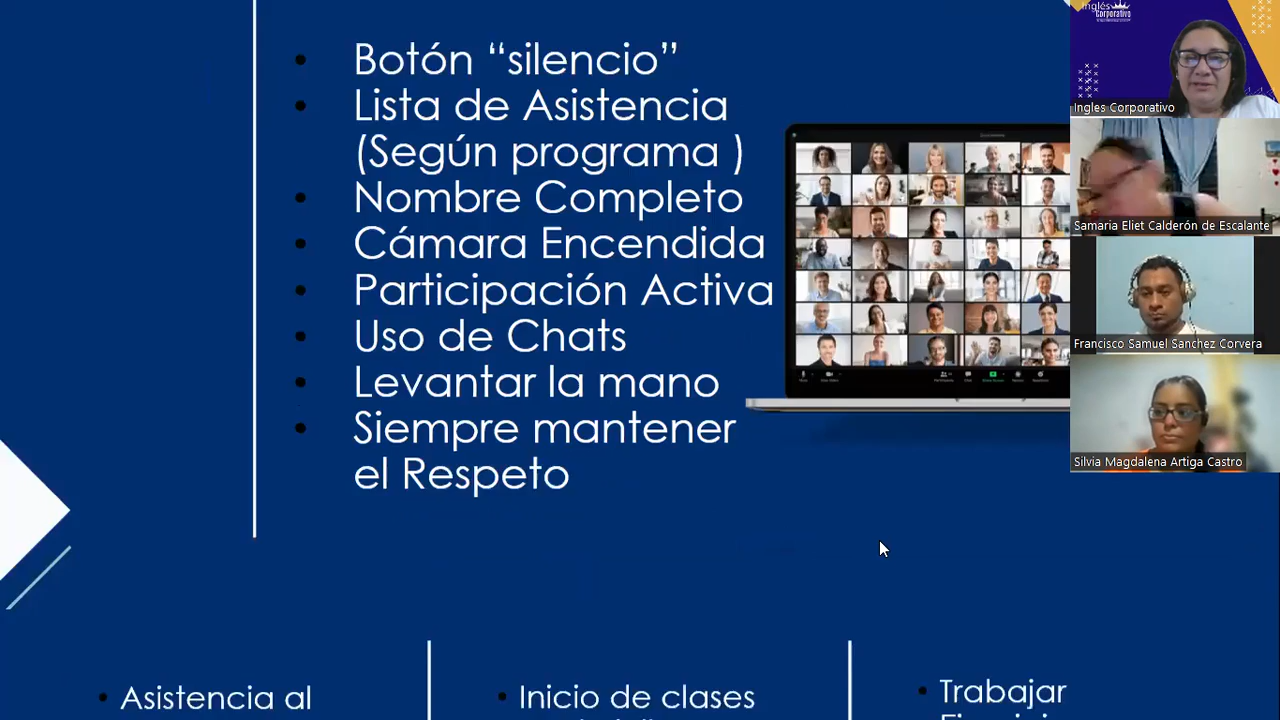 Botón “silencio”
Lista de Asistencia
(Según programa )
Nombre Completo
Cámara Encendida
Participación Activa
Uso de Chats
Levantar la mano
Siempre mantener
el Respeto
Asistencia al
Inicio de clases
Trabajar
Inglés
Corporativo
Ingles Corporativo
Samaria Eliet Calderón de Escalante
Francisco Samuel Sanchez Corvera
Silvia Magdalena Artiga Castro